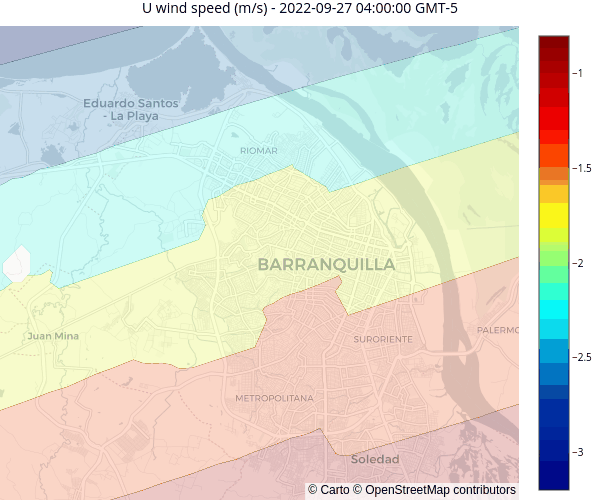 U wind speed (m/s) - 2022-09-27 04:00:00 GMT-5
Eduardo Santos
- La Playa
RIOMAR
BARRANQUILLA
Juan Mina
SURORIENTE
PALERMO
METROPOLITANA
Soledad
© Carto © OpenStreetMap contributors
−1
−1.5
−2
−2.5
−3